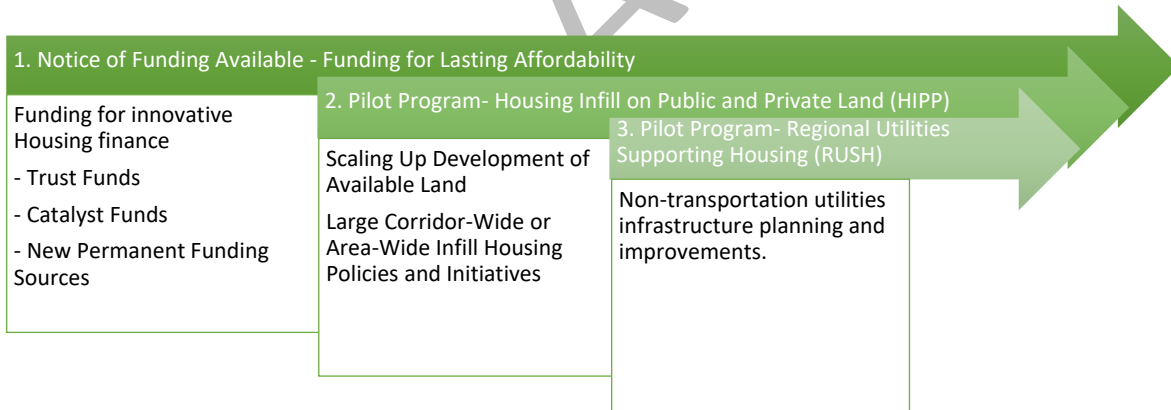 1. Notice of Funding Available - Funding for Lasting Affordability
Funding for innovative
Housing finance
- Trust Funds
- Catalyst Funds
- New Permanent Funding
Sources
2. Pilot Program- Housing Infill on Public and Private Land (HIPP)
Scaling Up Development of
Available Land
Large Corridor-Wide or
Area-Wide Infill Housing
Policies and Initiatives
3. Pilot Program- Regional Utilities
Supporting Housing (RUSH)
Non-transportation utilities
infrastructure planning and
improvements.